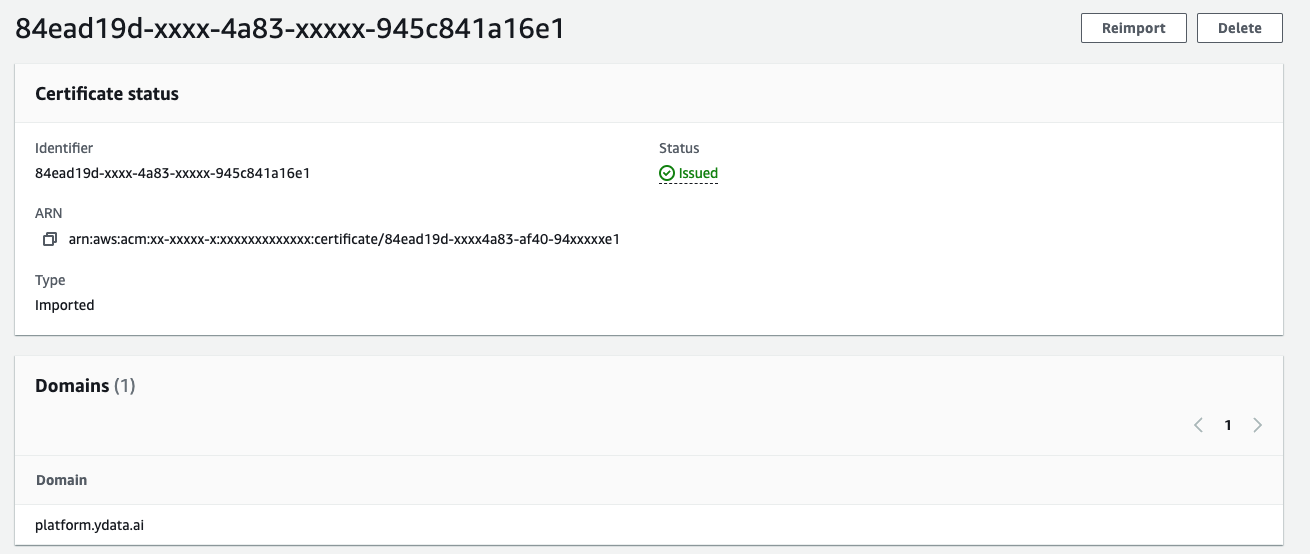 84ead19d-xxxx-4a83-xxxxx-945c841a16e1
Reimport
Delete
Certificate status
Identifier
84ead19d-xxxx-4a83-xxxxx-945c841a16e1
Status
Issued
ARN
arn:aws:acm:xx-xxxxx-x:xxxxxxxxxxxxx:certificate/84ead19d-xxxx4a83-af40-94xxxxxe1
Type
Imported
Domains (1)
1
Domain
platform.ydata.ai